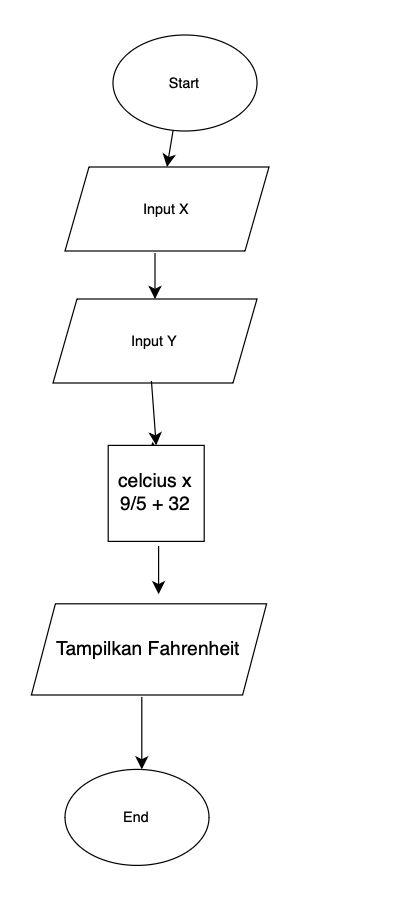 Start
Input X
Input Y
celcius x
9/5 + 32
Tampilkan Fahrenheit
End